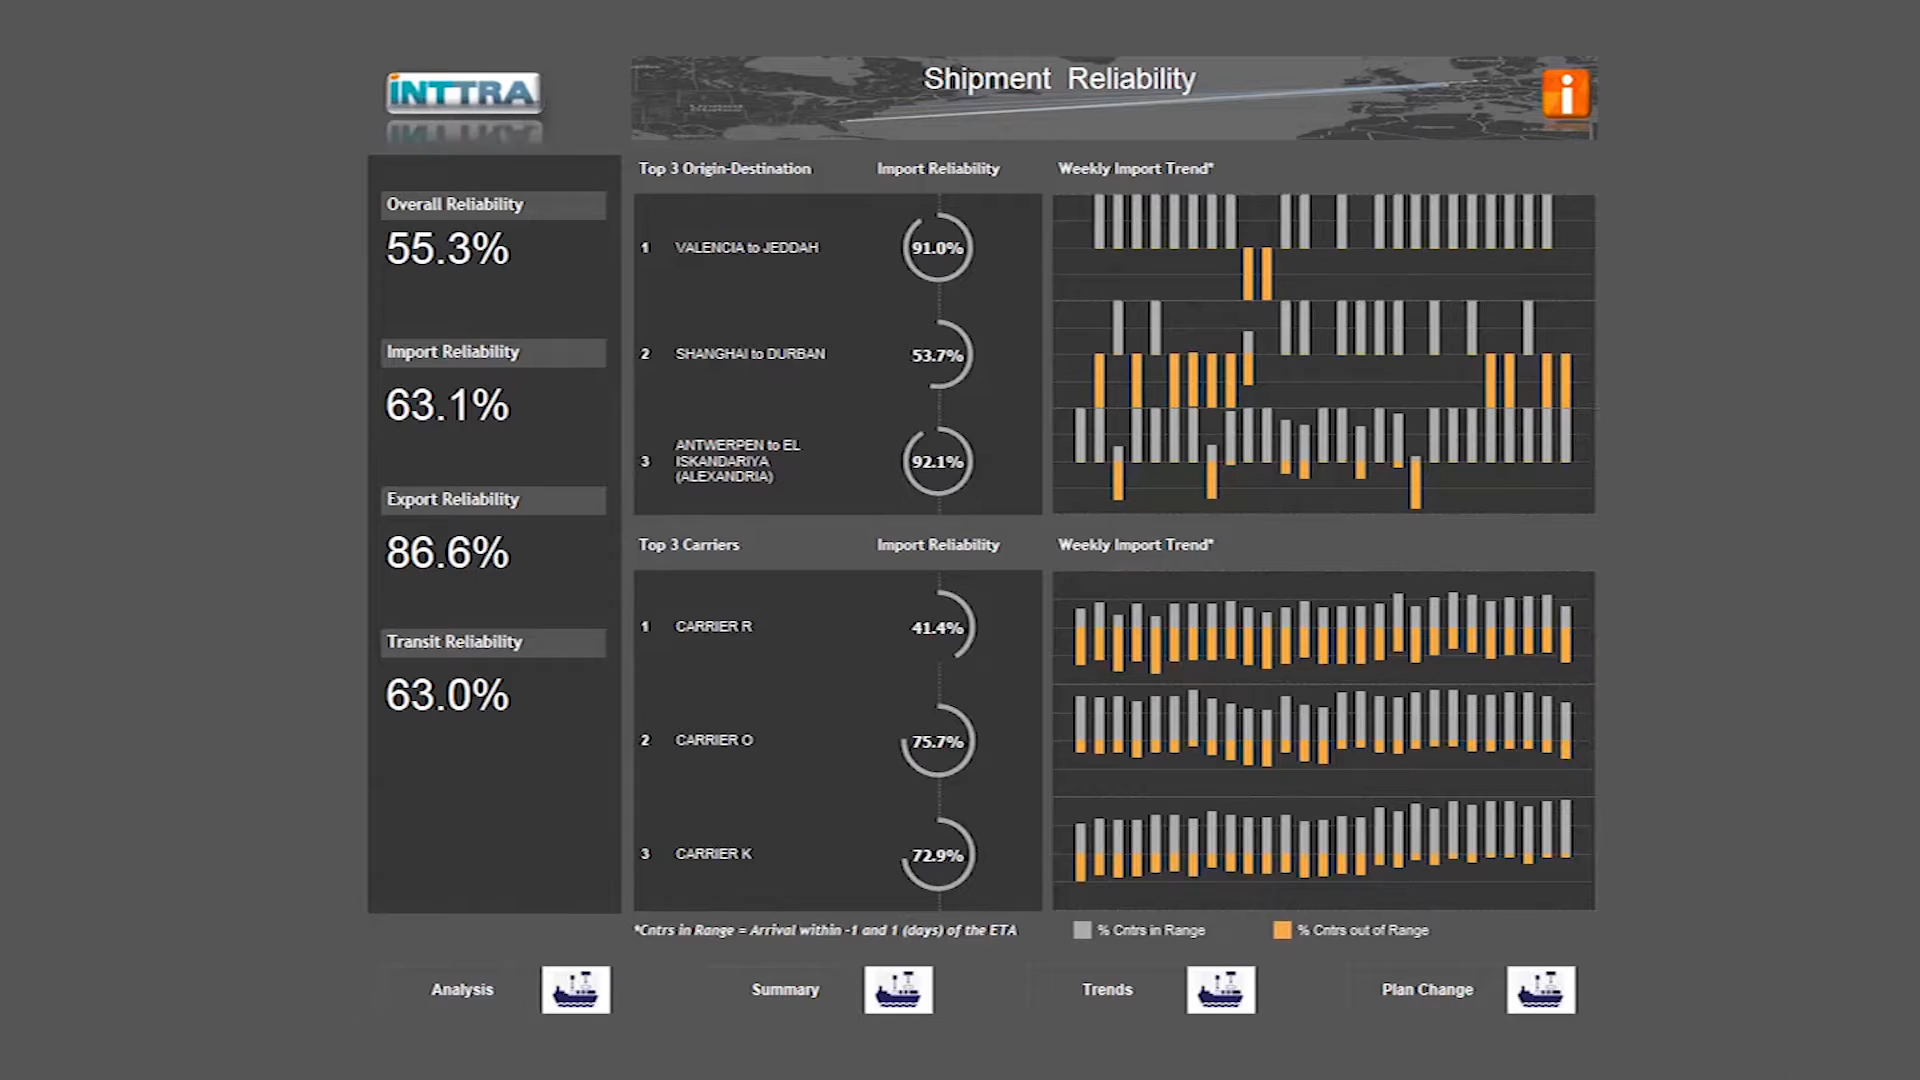 INTTRA
Shipment Reliability
i
Overall Reliability
55.3%
Import Reliability
63.1%
Export Reliability
86.6%
Transit Reliability
63.0%
Top 3 Origin-Destination Import Reliability Weekly Import Trend*
1 VALENCIA to JEDDAH 91.0%
2 SHANGHAI to DURBAN 53.7%
3 ANTWERPEN to EL
ISKANDARIYA
(ALEXANDRIA) 92.1%
Top 3 Carriers Import Reliability Weekly Import Trend*
1 CARRIER R 41.4%
2 CARRIER O 75.7%
3 CARRIER K 72.9%
*Cntrs in Range = Arrival within -1 and 1 (days) of the ETA
% Cntrs in Range % Cntrs out of Range
Analysis Summary Trends Plan Change